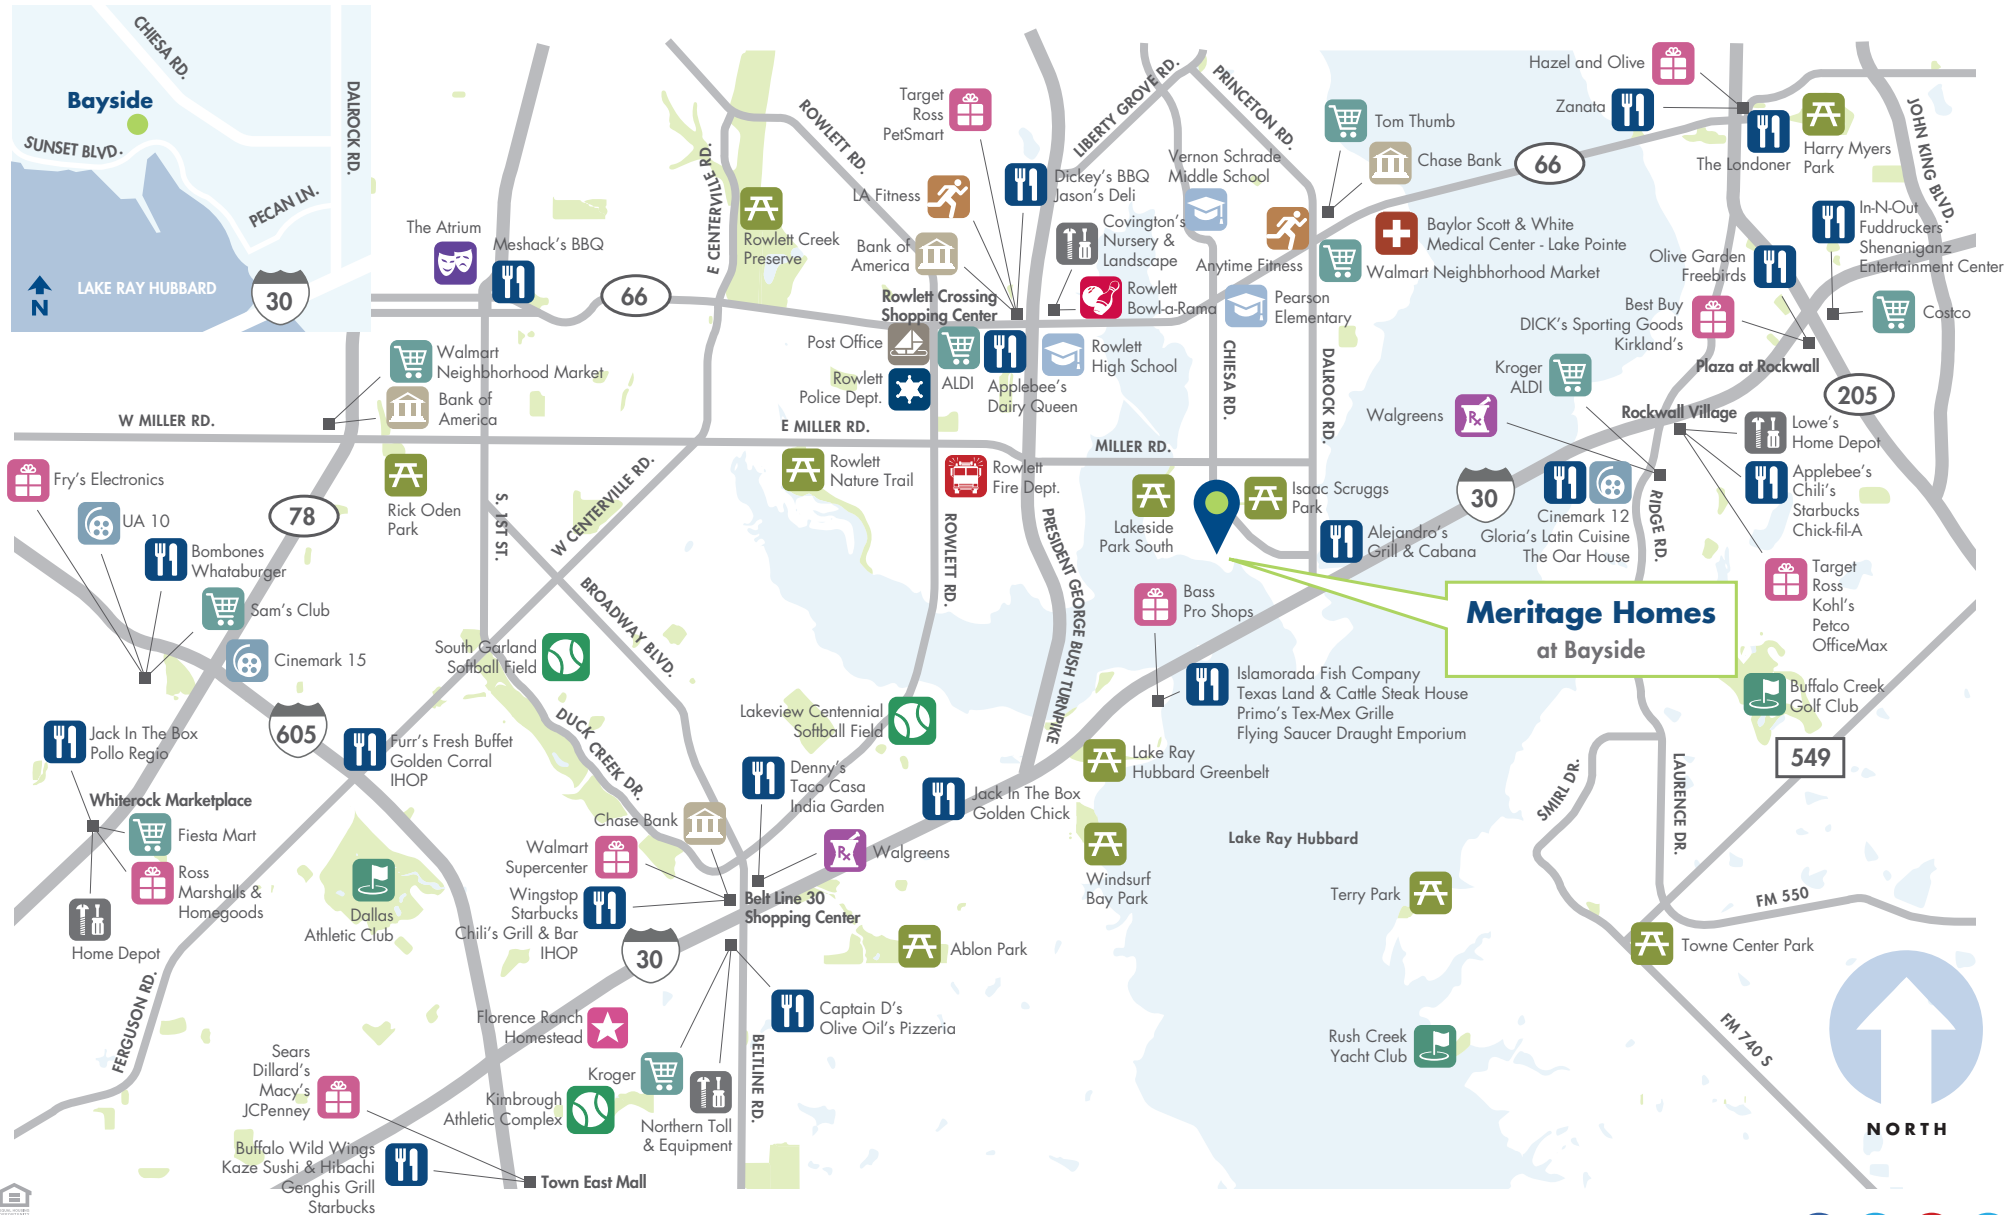 CHIESA RD.
Bayside
DALROCK RD.
SUNSET BLVD.
PECAN LN.
LAKE RAY HUBBARD
30
N
The Atrium
Meshack's BBQ
66
E CENTERVILLE RD.
Rowlett Creek
Preserve
ROWLETT RD.
Target
Ross
PetSmart
LA Fitness
Bank of
America
Rowlett Crossing
Shopping Center
Dickey's BBQ
Jason's Deli
Covington's
Nursery &
Landscape
Rowlett
Bowl-a-Rama
LIBERTY GROVE RD.
PRINCETON RD.
Vernon Schrade
Middle School
Anytime Fitness
Pearson
Elementary
Tom Thumb
Chase Bank
66
Baylor Scott & White
Medical Center - Lake Pointe
Walmart Neighbhorhood Market
Hazel and Olive
Zanata
The Londoner
Harry Myers
Park
JOHN KING BLVD.
In-N-Out
Fuddruckers
Shenaniganz
Entertainment Center
Olive Garden
Freebirds
Costco
Best Buy
DICK's Sporting Goods
Kirkland's
Plaza at Rockwall
205
Kroger
ALDI
Walgreens
Rockwall Village
Lowe's
Home Depot
Applebee's
Chili's
Starbucks
Chick-fil-A
Target
Ross
Kohl's
Petco
OfficeMax
Cinemark 12
Gloria's Latin Cuisine
The Oar House
30
RIDGE RD.
Post Office
Rowlett
Police Dept.
ALDI
Applebee's
Dairy Queen
Rowlett
High School
CHIESA RD.
DALROCK RD.
Walmart
Neighbhorhood Market
Bank of
America
W MILLER RD.
E MILLER RD.
MILLER RD.
Fry's Electronics
UA 10
Bombones
Whataburger
Sam's Club
Cinemark 15
78
Rick Oden
Park
S. 1ST ST.
W CENTERVILLE RD.
BROADWAY BLVD.
Rowlett
Nature Trail
Rowlett
Fire Dept.
ROWLETT RD.
PRESIDENT GEORGE BUSH TURNPIKE
Lakeside
Park South
Isaac Scruggs
Park
Alejandro's
Grill & Cabana
Meritage Homes
at Bayside
Bass
Pro Shops
Islamorada Fish Company
Texas Land & Cattle Steak House
Primo's Tex-Mex Grille
Flying Saucer Draught Emporium
Buffalo Creek
Golf Club
549
SMIRL DR.
LAURENCE DR.
FM 550
Towne Center Park
FM 740 S
South Garland
Softball Field
DUCK CREEK DR.
Lakeview Centennial
Softball Field
605
Jack In The Box
Pollo Regio
Whiterock Marketplace
Fiesta Mart
Ross
Marshalls &
Homegoods
Home Depot
Furr's Fresh Buffet
Golden Corral
IHOP
Dallas
Athletic Club
FERGUSON RD.
Denny's
Taco Casa
India Garden
Jack In The Box
Golden Chick
Lake Ray
Hubbard Greenbelt
Windsurf
Bay Park
Lake Ray Hubbard
Terry Park
Rush Creek
Yacht Club
Chase Bank
Walmart
Supercenter
Wingstop
Starbucks
Chili's Grill & Bar
IHOP
Walgreens
Belt Line 30
Shopping Center
30
Ablon Park
Captain D's
Olive Oil's Pizzeria
BELTLINE RD.
Florence Ranch
Homestead
Kroger
Kimbrough
Athletic Complex
Northern Toll
& Equipment
Sears
Dillard's
Macy's
JCPenney
Buffalo Wild Wings
Kaze Sushi & Hibachi
Genghis Grill
Starbucks
Town East Mall
NORTH